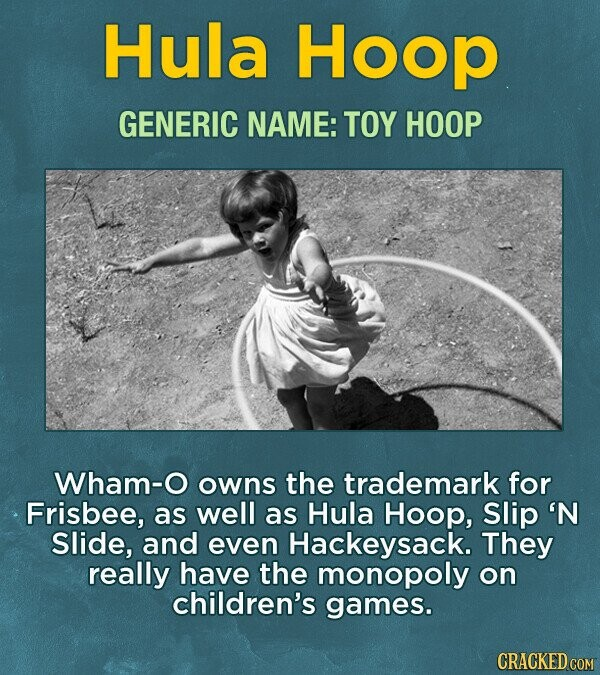 Hula Hoop
GENERIC NAME: TOY HOOP
Wham-O owns the trademark for
Frisbee, as well as Hula Hoop, Slip ‘N
Slide, and even Hackeysack. They
really have the monopoly on
children's games.
CRACKED.COM